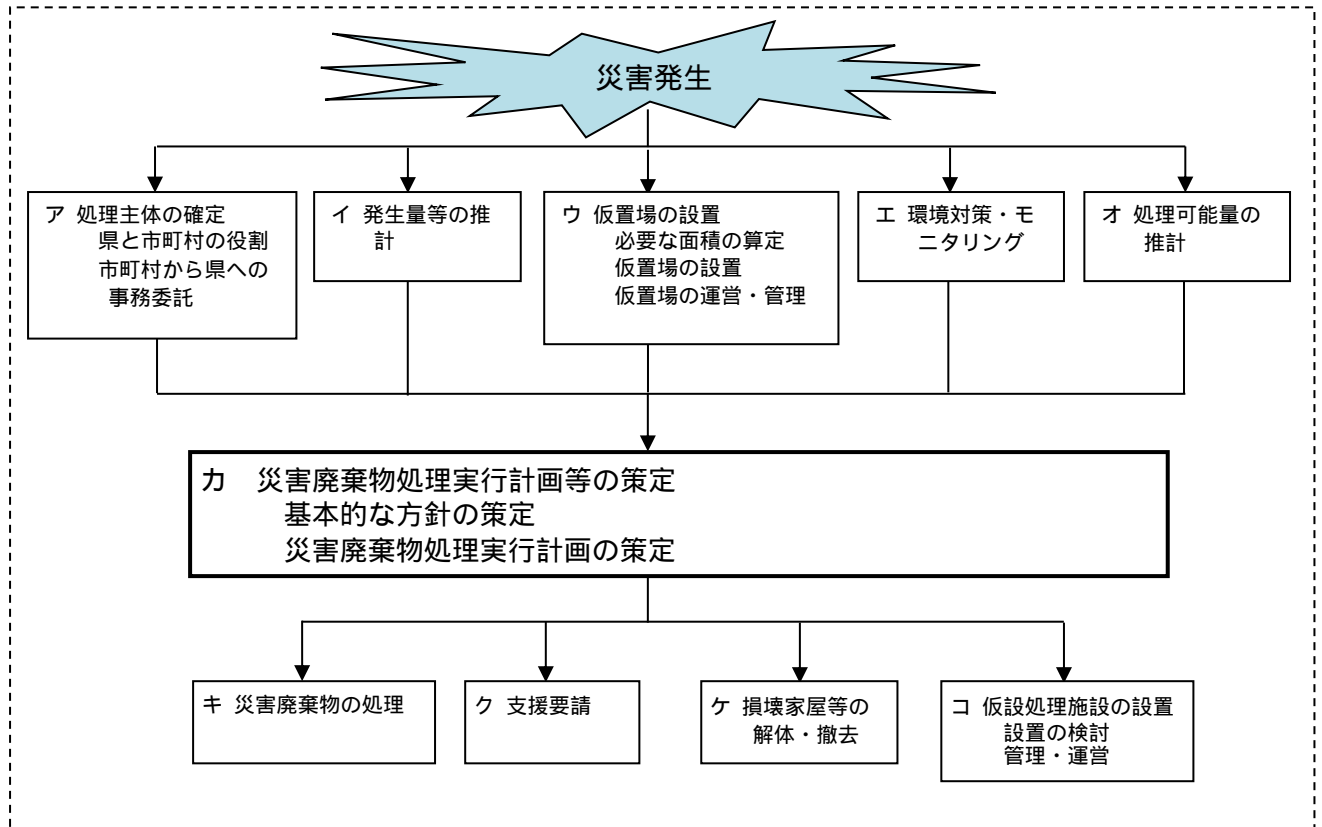 災害発生
ア 処理主体の確定
県と市町村の役割
市町村から県への
事務委託
イ 発生量等の推
計
ウ 仮置場の設置
必要な面積の算定
仮置場の設置
仮置場の運営・管理
エ 環境対策・モ
ニタリング
オ 処理可能量の
推計
カ 災害廃棄物処理実行計画等の策定
基本的な方針の策定
災害廃棄物処理実行計画の策定
キ 災害廃棄物の処理
ク 支援要請
ケ 損壊家屋等の
解体・撤去
コ 仮設処理施設の設置
設置の検討
管理・運営